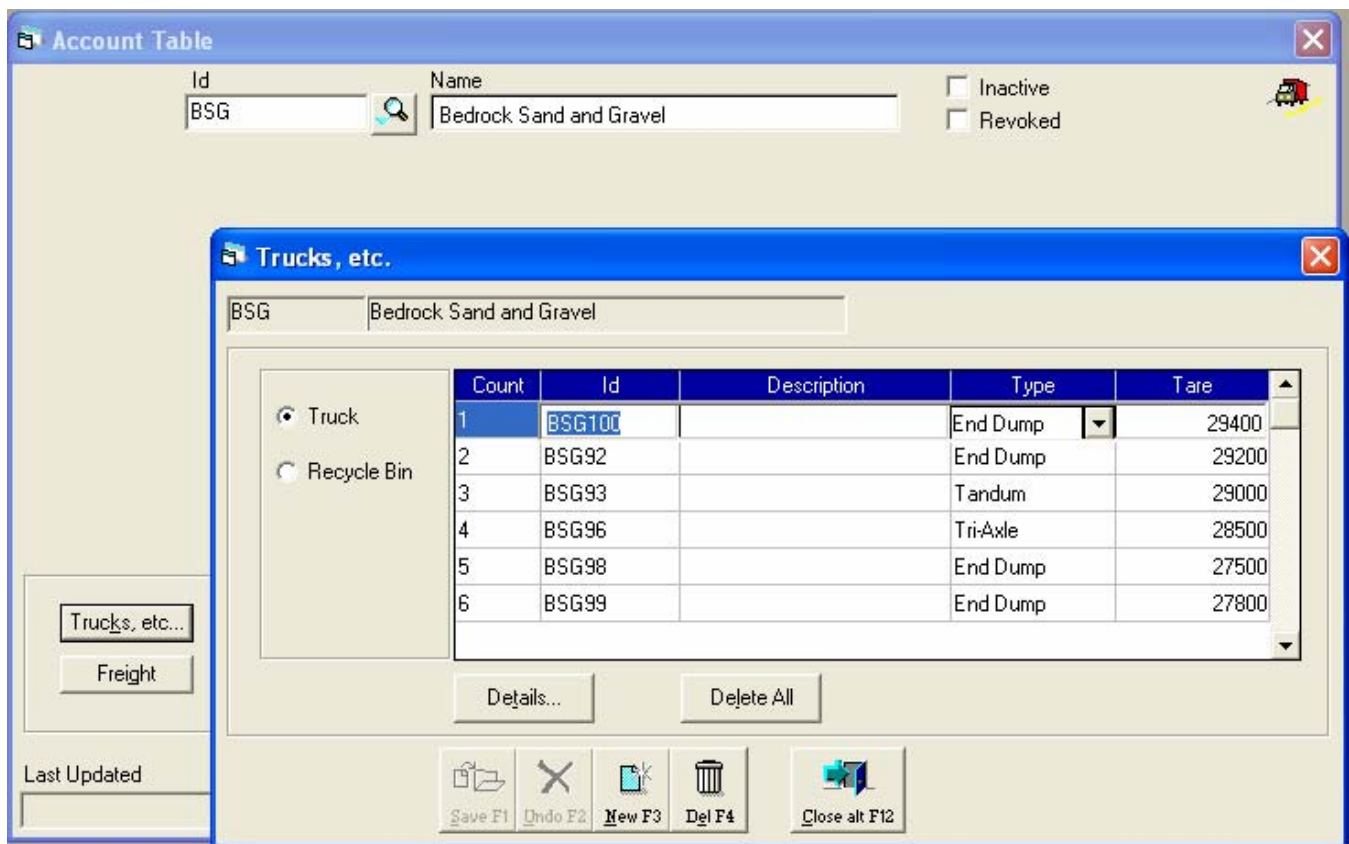 Account Table
Id Name
BSG Bedrock Sand and Gravel
Inactive
Revoked
Trucks, etc.
BSG Bedrock Sand and Gravel
Truck
Recycle Bin
Count Id Description Type Tare
1 BSG100 End Dump 29400
2 BSG92 End Dump 29200
3 BSG93 Tandum 29000
4 BSG96 Tri-Axle 28500
5 BSG98 End Dump 27500
6 BSG99 End Dump 27800
Trucks, etc...
Freight
Details... Delete All
Last Updated
Save F1 Undo F2 New F3 Del F4 Close alt F12